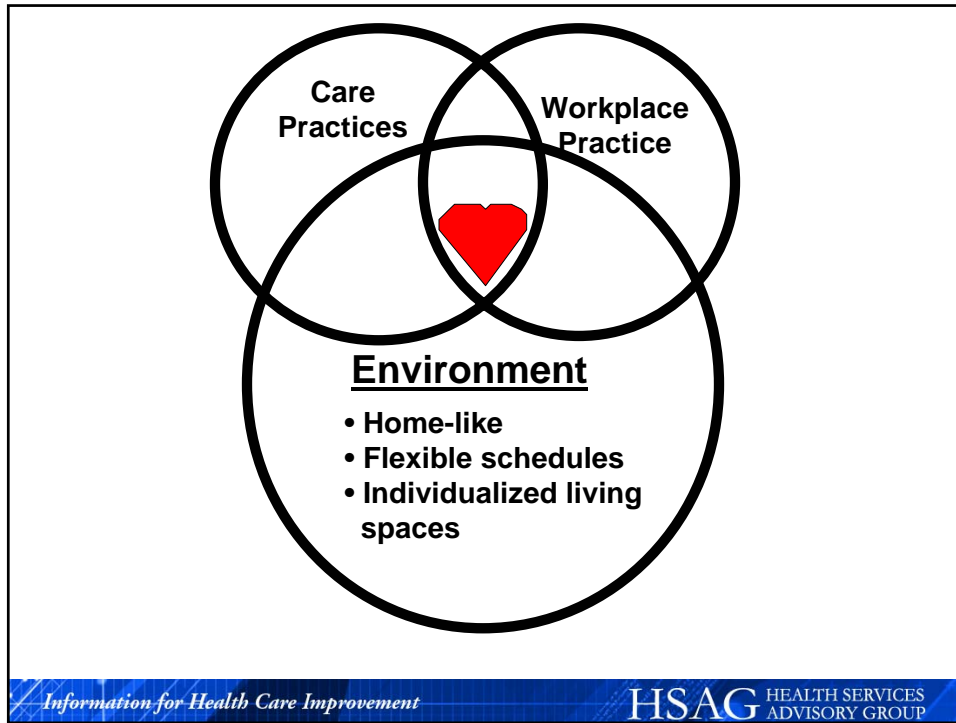 Care
Practices
Workplace
Practice
Environment
• Home-like
• Flexible schedules
• Individualized living
spaces
Information for Health Care Improvement
HSAG HEALTH SERVICES
ADVISORY GROUP